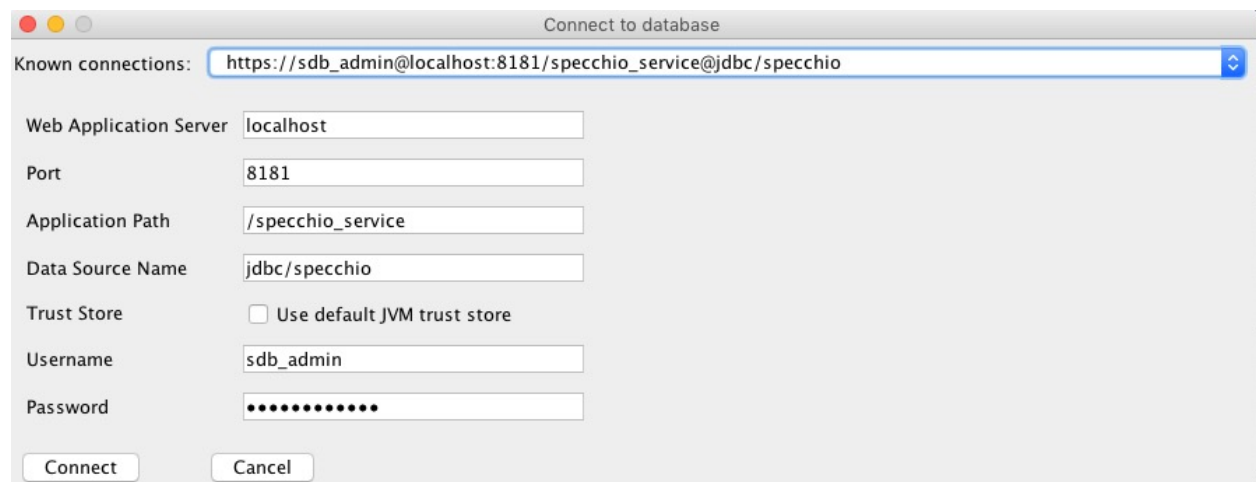 Connect to database
Known connections: https://sdb_admin@localhost:8181/specchio_service@jdbc/specchio
Web Application Server localhost
Port 8181
Application Path /specchio_service
Data Source Name jdbc/specchio
Trust Store Use default JVM trust store
Username sdb_admin
Password ••••••••••••
Connect Cancel